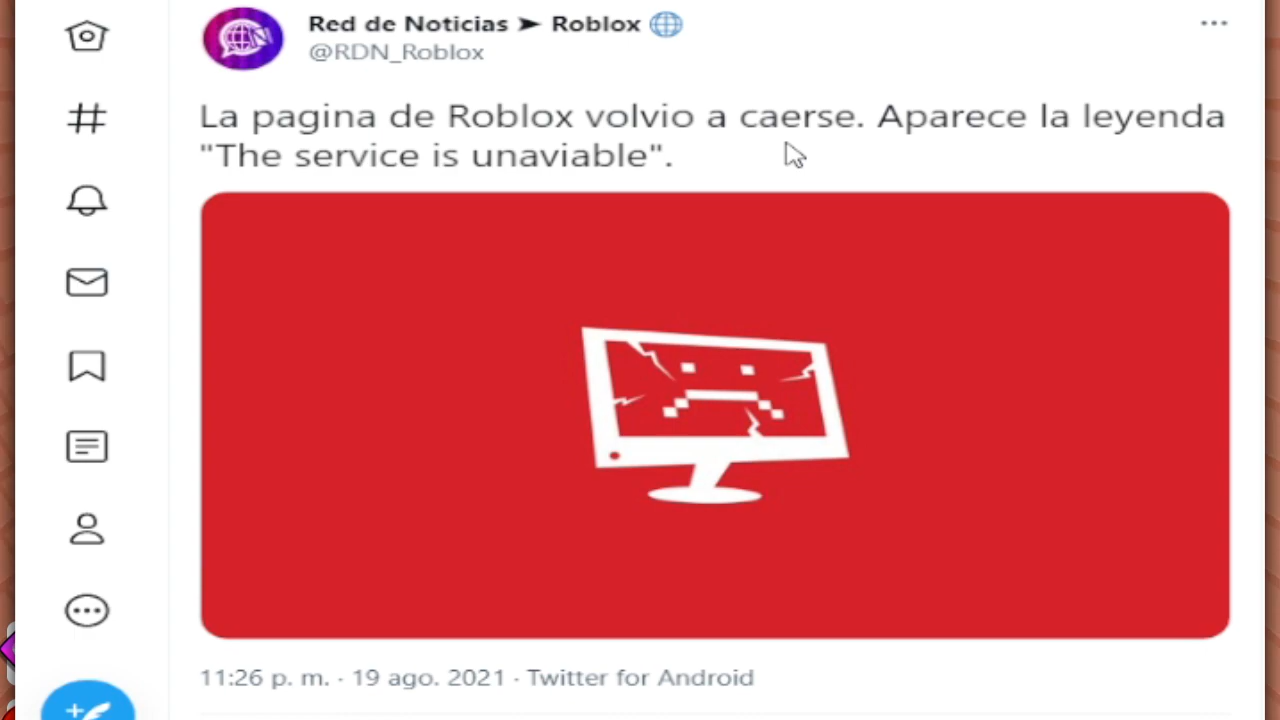 Red de Noticias ➤ Roblox 🌐
@RDN_Roblox
La pagina de Roblox volvio a caerse. Aparece la leyenda
"The service is unaviable".
11:26 p. m. · 19 ago. 2021 · Twitter for Android